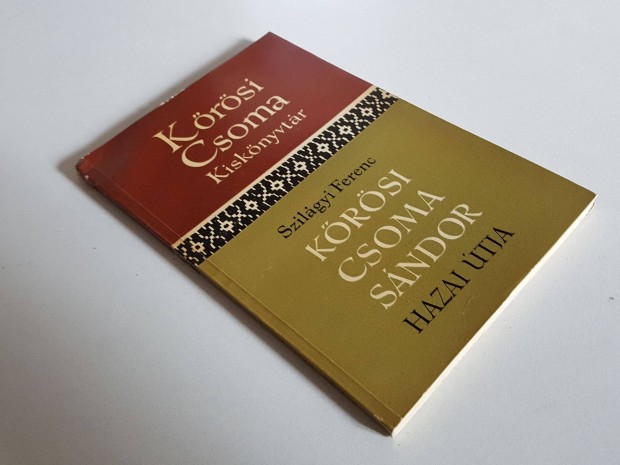 Kőrösi
Csoma
Kiskönyvtár
Szilágyi Ferenc
KŐRÖSI
CSOMA
SÁNDOR
HAZAI ÚTJA